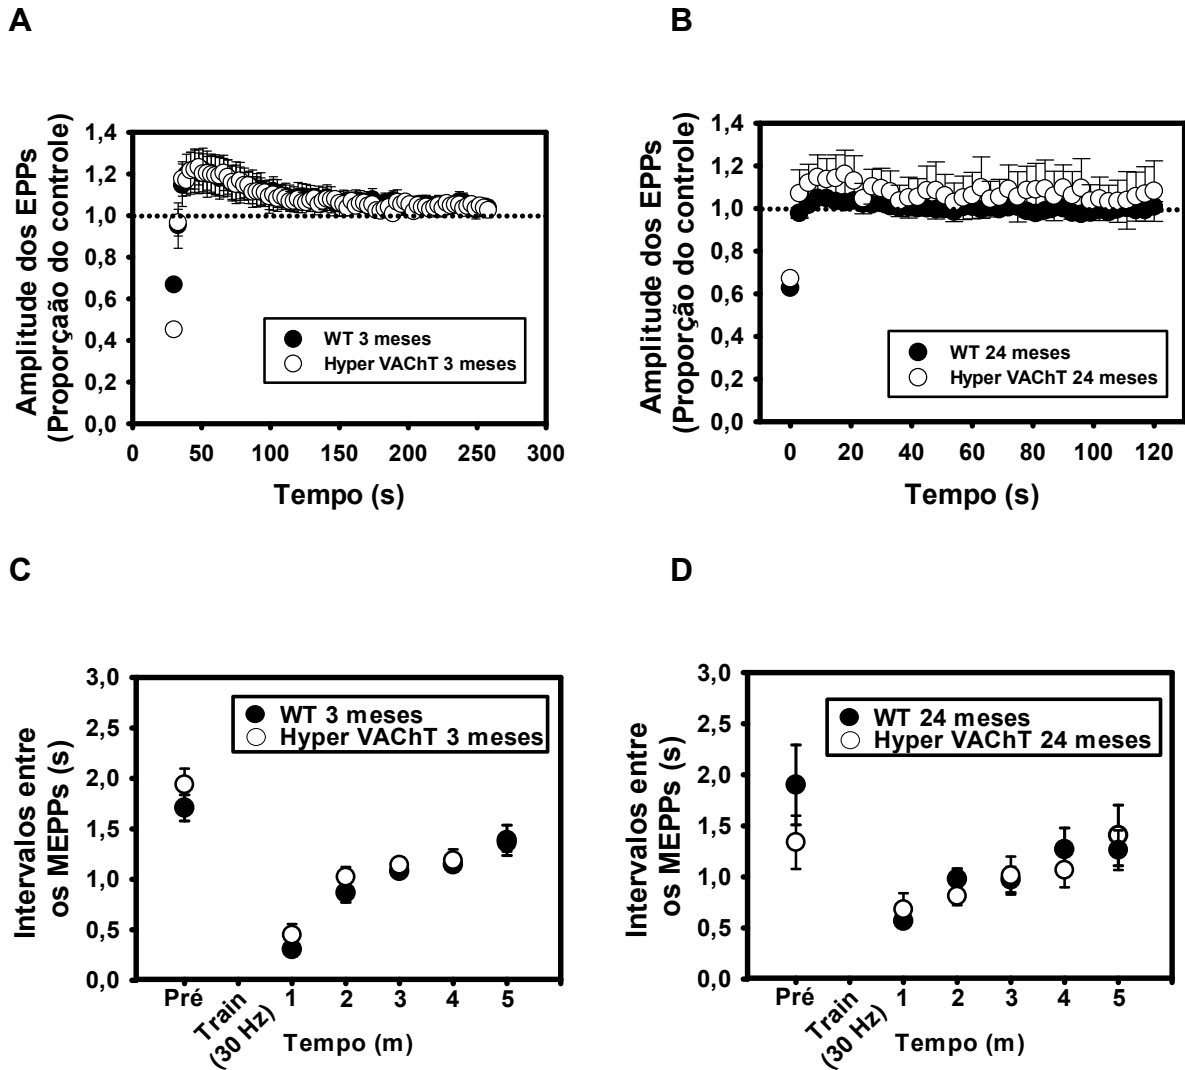 A
Amplitude dos EPPs
(Proporçaão do controle)
1,4
1,2
1,0
0,8
0,6
0,4
0,2
0,0
WT 3 meses
Hyper VAChT 3 meses
0 50 100 150 200 250 300
Tempo (s)
B
Amplitude dos EPPs
(Proporção do controle)
1,4
1,2
1,0
0,8
0,6
0,4
0,2
0,0
WT 24 meses
Hyper VAChT 24 meses
0 20 40 60 80 100 120
Tempo (s)
C
Intervalos entre
os MEPPs (s)
3,0
2,5
2,0
1,5
1,0
0,5
0,0
WT 3 meses
Hyper VAChT 3 meses
Pré Train (30 Hz) 1 2 3 4 5
Tempo (m)
D
Intervalos entre
os MEPPs (s)
3,0
2,5
2,0
1,5
1,0
0,5
0,0
WT 24 meses
Hyper VAChT 24 meses
Pré Train (30 Hz) 1 2 3 4 5
Tempo (m)